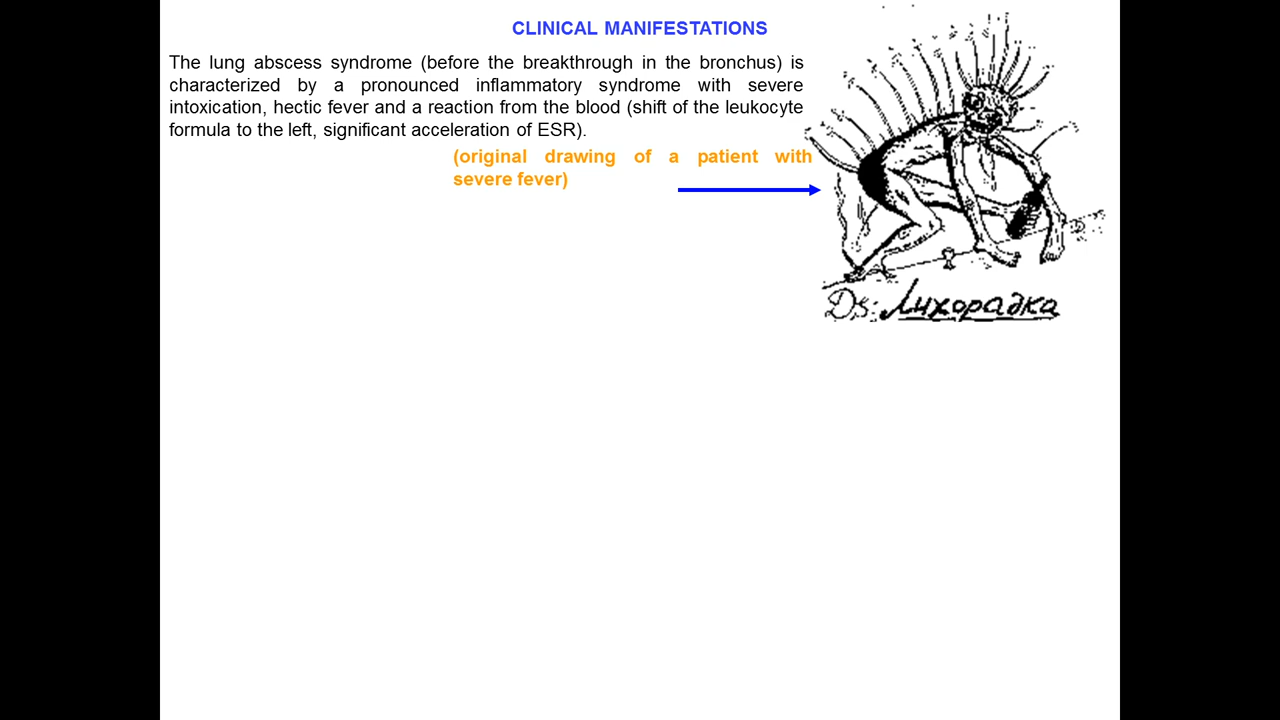 CLINICAL MANIFESTATIONS
The lung abscess syndrome (before the breakthrough in the bronchus) is
characterized by a pronounced inflammatory syndrome with severe
intoxication, hectic fever and a reaction from the blood (shift of the leukocyte
formula to the left, significant acceleration of ESR).
(original drawing of a patient with
severe fever)
Ds: Лихорадка